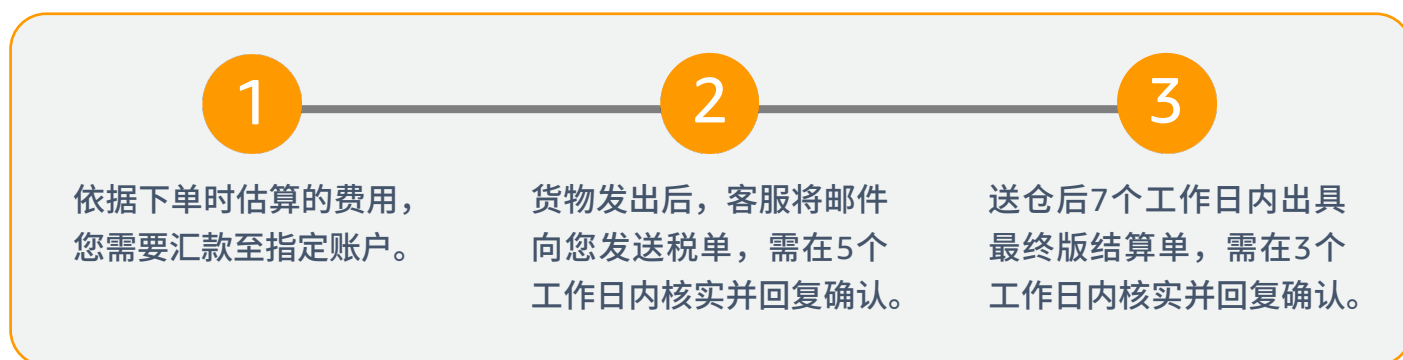 1
2
3
依据下单时估算的费用，
您需要汇款至指定账户。
货物发出后，客服将邮件
向您发送税单，需在5个
工作日内核实并回复确认。
送仓后7个工作日内出具
最终版结算单，需在3个
工作日内核实并回复确认。